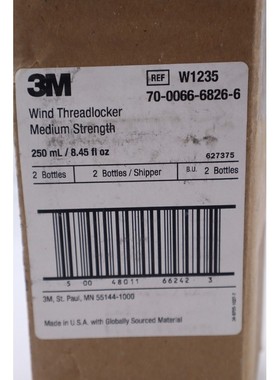 3M
REF W1235
70-0066-6826-6
Wind Threadlocker
Medium Strength
250 mL / 8.45 fl oz
627375
2 Bottles 2 Bottles / Shipper B.U. 2 Bottles
5 00 48011 66242 3
3M, St. Paul, MN 55144-1000
Made in U.S.A. with Globally Sourced Material